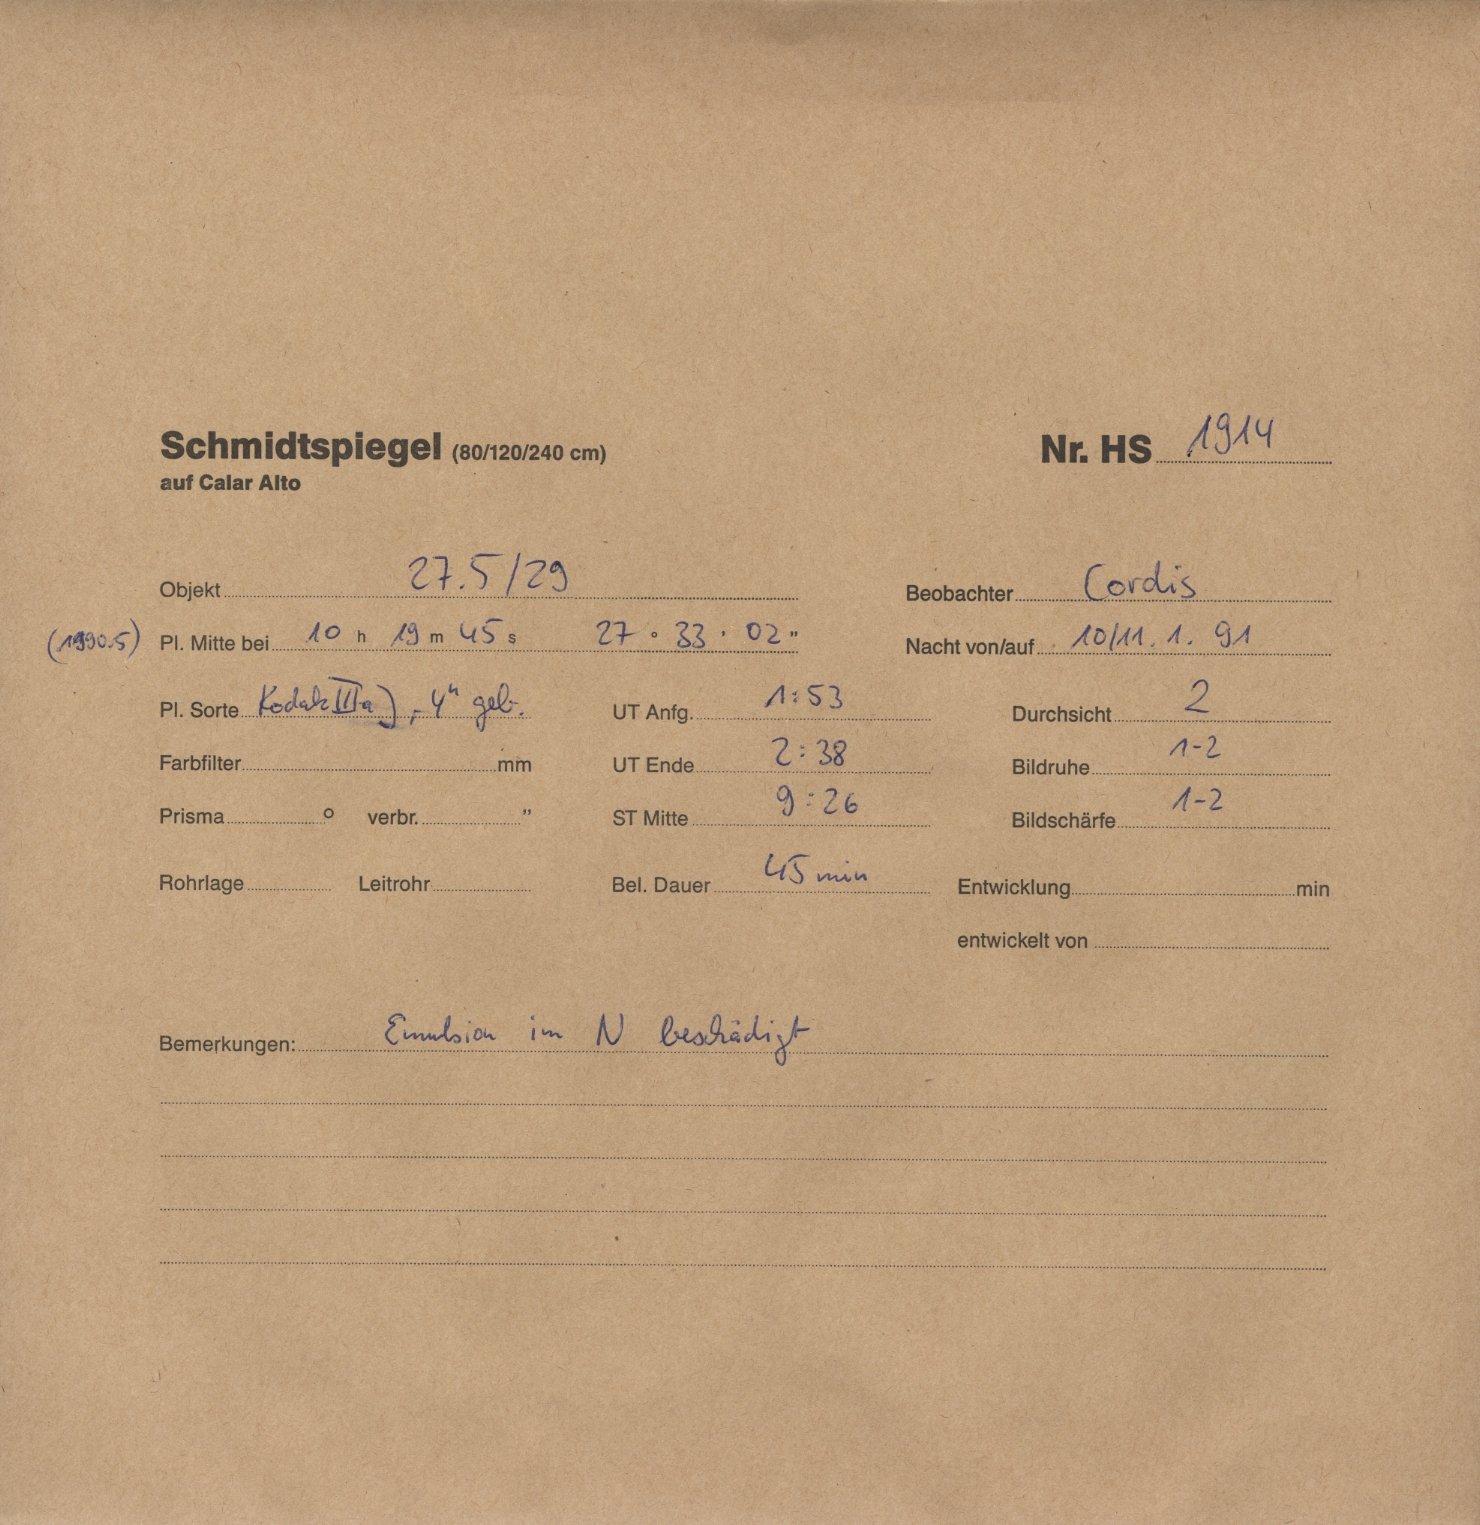 Schmidtspiegel (80/120/240 cm) Nr. HS 1914
auf Calar Alto
Objekt 27.5/29 Beobachter Cordis
(1990.5) Pl. Mitte bei 10 h 19 m 45 s 27 ° 33 ' 02 " Nacht von/auf 10/11. 1. 91
Pl. Sorte Kodak IIIaJ, 4h geb. UT Anfg. 1:53 Durchsicht 2
Farbfilter mm UT Ende 2:38 Bildruhe 1-2
Prisma ° verbr. " ST Mitte 9:26 Bildschärfe 1-2
Rohrlage Leitrohr Bel. Dauer 45 min Entwicklung min
entwickelt von
Bemerkungen: Emulsion im N beschädigt